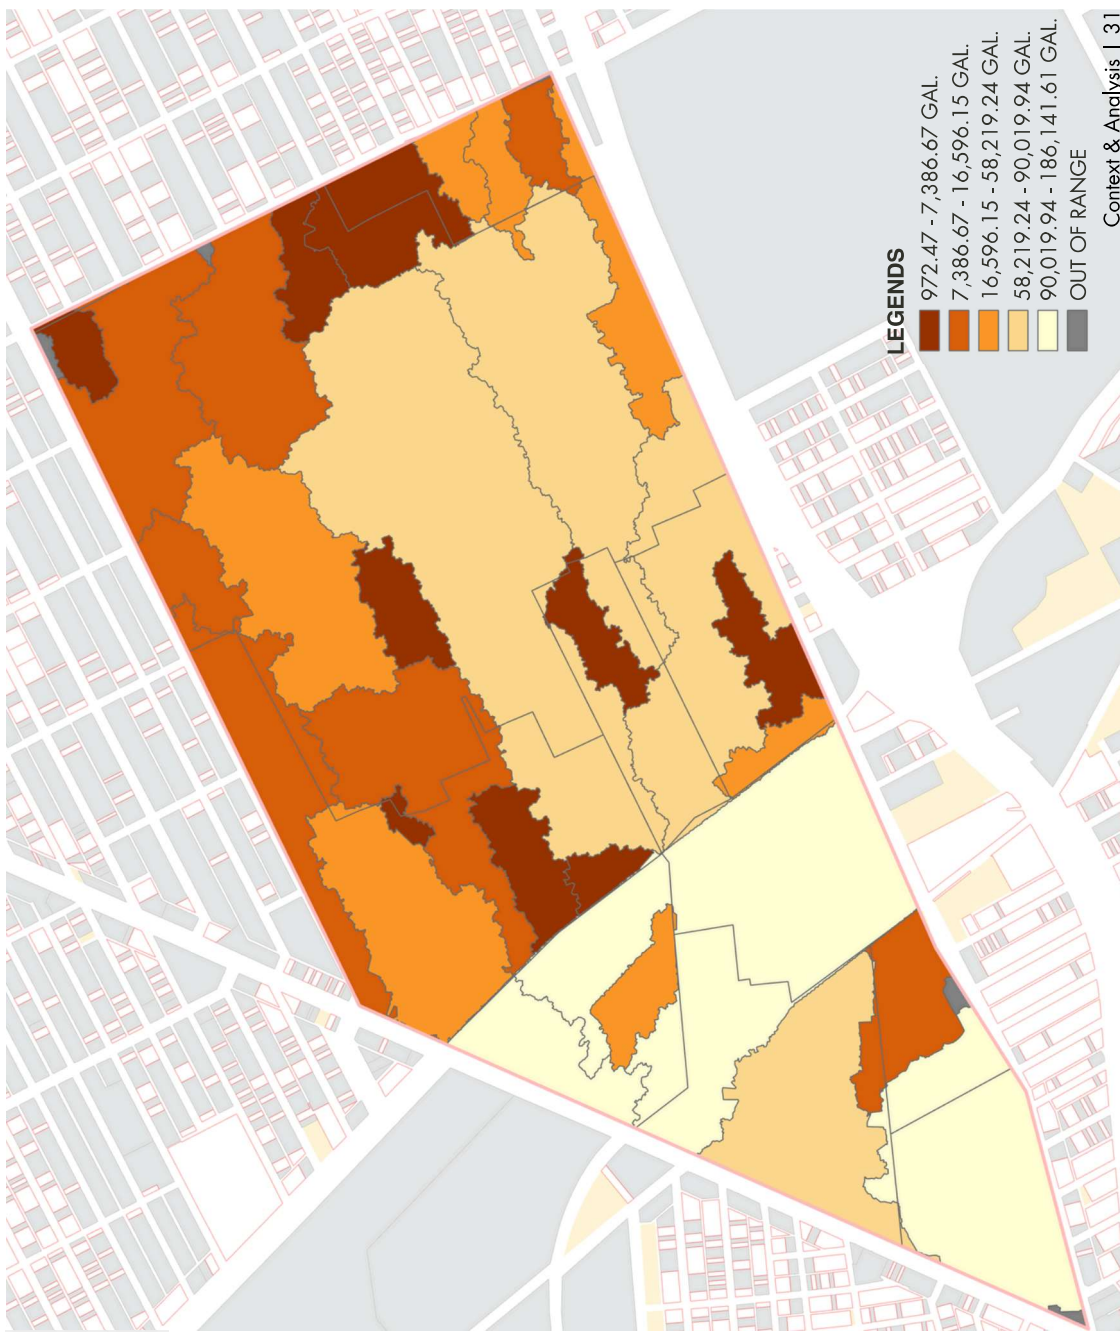 LEGENDS
972.47 - 7,386.67 GAL.
7,386.67 - 16,596.15 GAL.
16,596.15 - 58,219.24 GAL.
58,219.24 - 90,019.94 GAL.
90,019.94 - 186,141.61 GAL.
OUT OF RANGE
Context & Analysis | 31